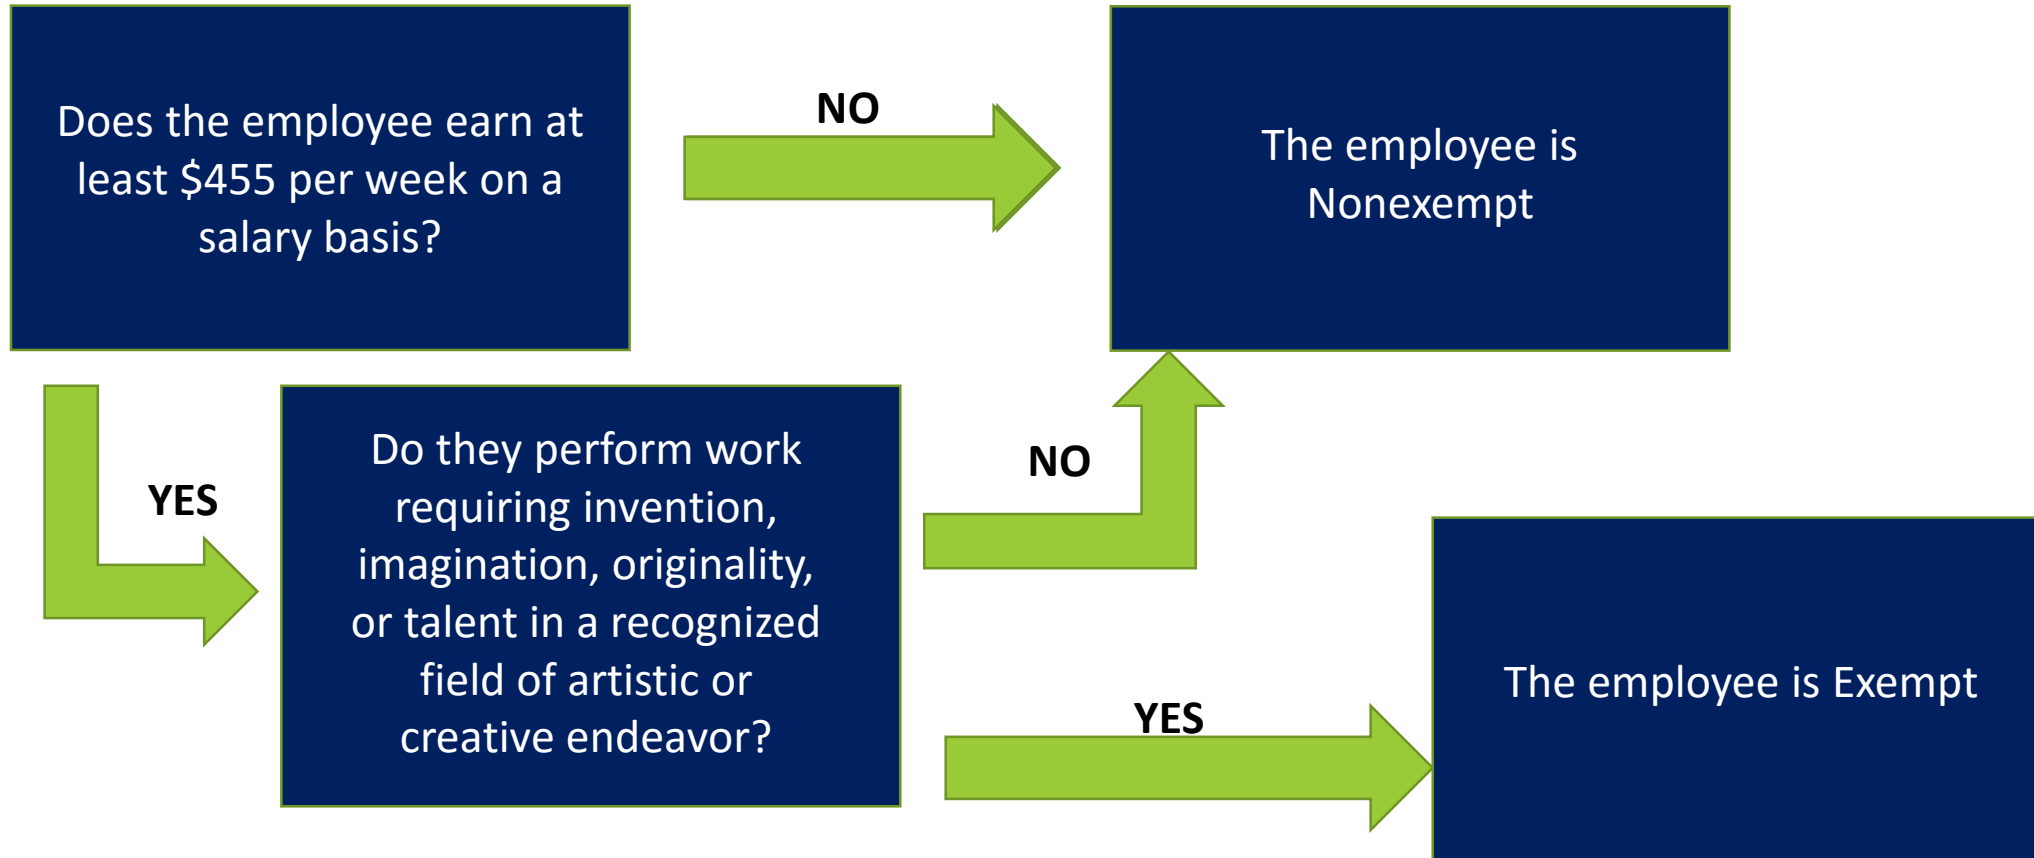 Does the employee earn at
least $455 per week on a
salary basis?
NO
The employee is
Nonexempt
YES
Do they perform work
requiring invention,
imagination, originality,
or talent in a recognized
field of artistic or
creative endeavor?
NO
YES
The employee is Exempt